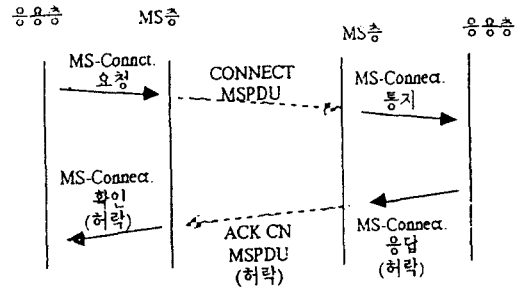 응용층
MS층
MS층
응용층
MS-Connct.
요청
CONNECT
MSPDU
MS-Connect.
통지
MS-Connect.
확인
(허락)
ACK CN
MSPDU
(허락)
MS-Connect.
응답
(허락)